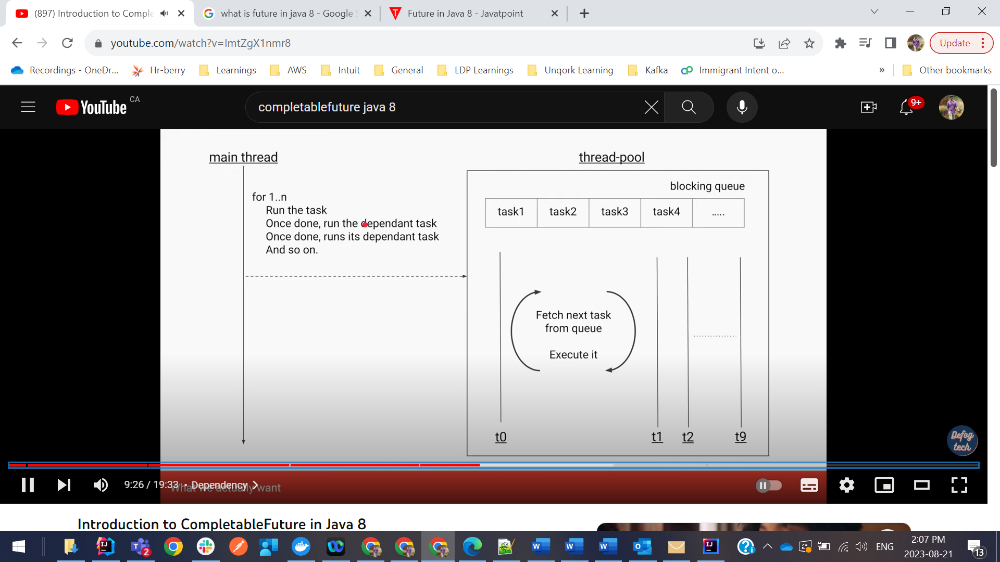 (897) Introduction to Comple
what is future in java 8 - Google S
Future in Java 8 - Javatpoint
youtube.com/watch?v=ImtZgX1nmr8
Update
Recordings - OneDr...
Hr-berry
Learnings
AWS
Intuit
General
LDP Learnings
Unqork Learning
Kafka
Immigrant Intent o...
»
Other bookmarks
YouTube CA
completablefuture java 8
9+
main thread
for 1..n
Run the task
Once done, run the dependant task
Once done, runs its dependant task
And so on.
thread-pool
blocking queue
task1 task2 task3 task4 .....
Fetch next task
from queue
Execute it
t0 t1 t2 t9
Defog
tech
9:26 / 19:33 • Dependency
What we actually want
Introduction to CompletableFuture in Java 8
2
ENG
2:07 PM
2023-08-21
13